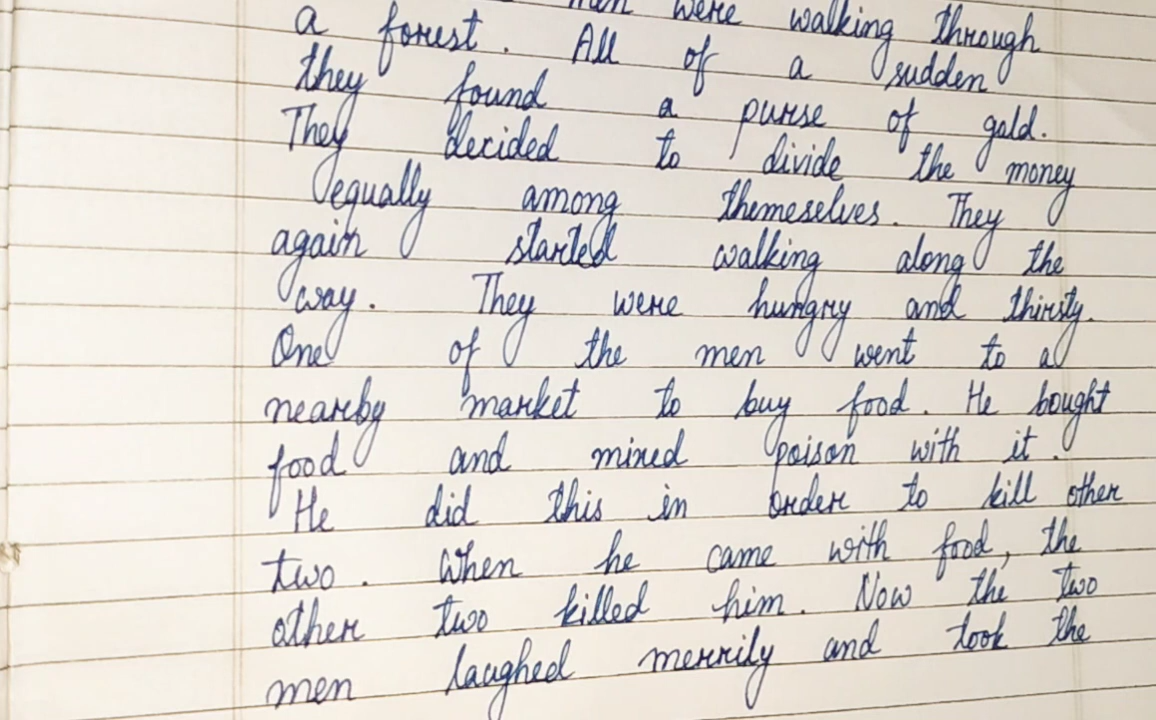 men were walking through
a forest. All of a sudden
they found a purse of gold.
They decided to divide the money
equally among themeselves. They
again started walking along the
way. They were hungry and thirsty.
One of the men went to a
nearby market to buy food. He bought
food and mixed poison with it.
He did this in order to kill other
two. When he came with food, the
other two killed him. Now the two
men laughed merrily and took the